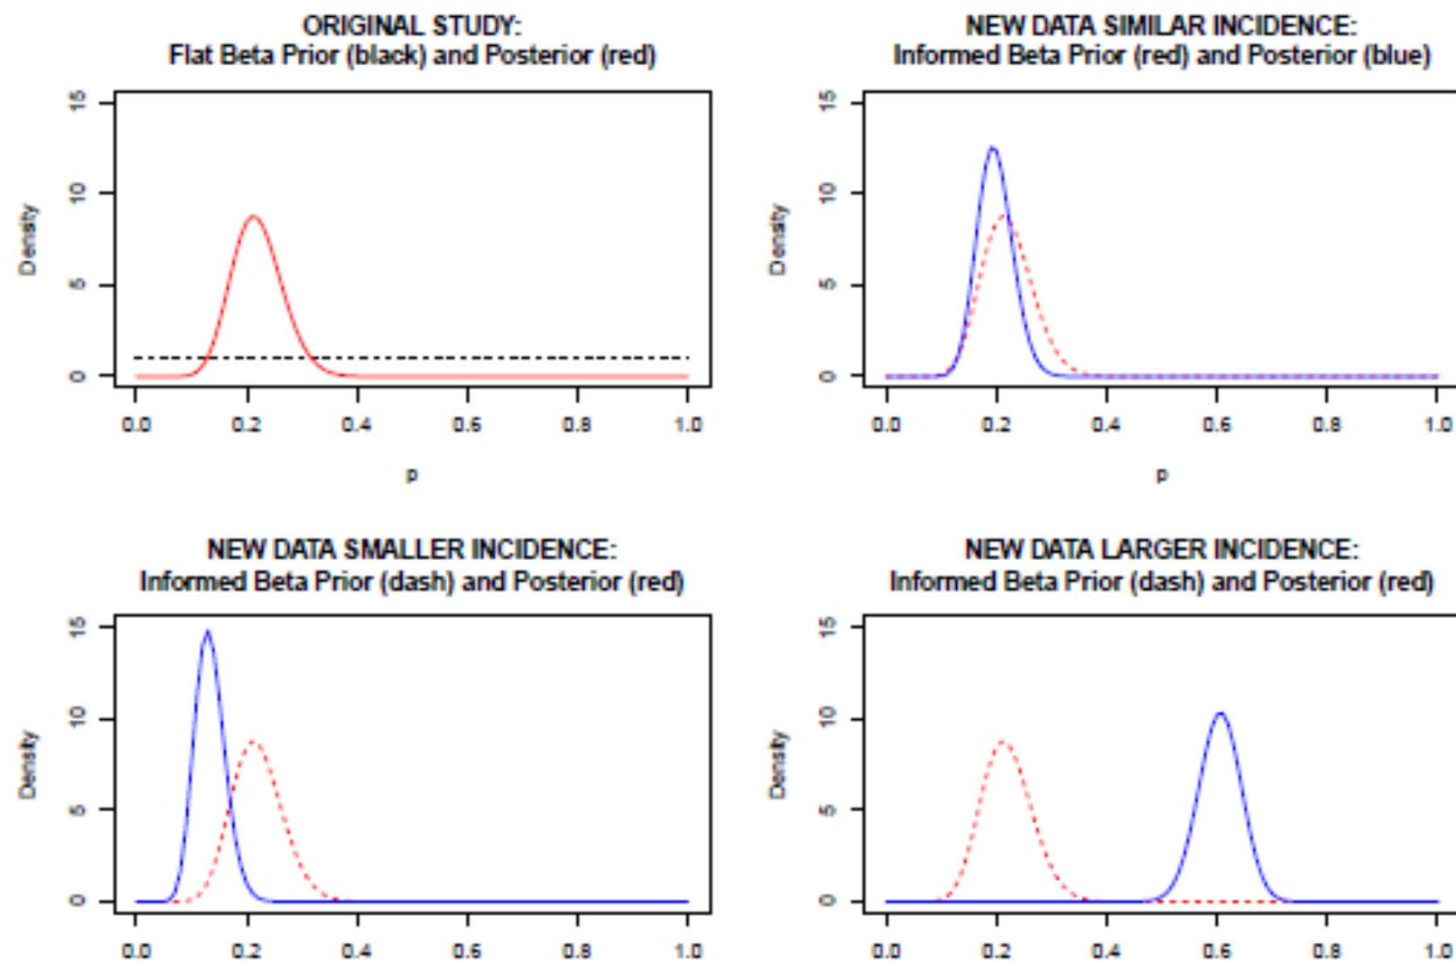 ORIGINAL STUDY:
Flat Beta Prior (black) and Posterior (red)
15
10
5
0
Density
0.0 0.2 0.4 0.6 0.8 1.0
p
NEW DATA SIMILAR INCIDENCE:
Informed Beta Prior (red) and Posterior (blue)
15
10
5
0
Density
0.0 0.2 0.4 0.6 0.8 1.0
p
NEW DATA SMALLER INCIDENCE:
Informed Beta Prior (dash) and Posterior (red)
15
10
5
0
Density
0.0 0.2 0.4 0.6 0.8 1.0
NEW DATA LARGER INCIDENCE:
Informed Beta Prior (dash) and Posterior (red)
15
10
5
0
Density
0.0 0.2 0.4 0.6 0.8 1.0